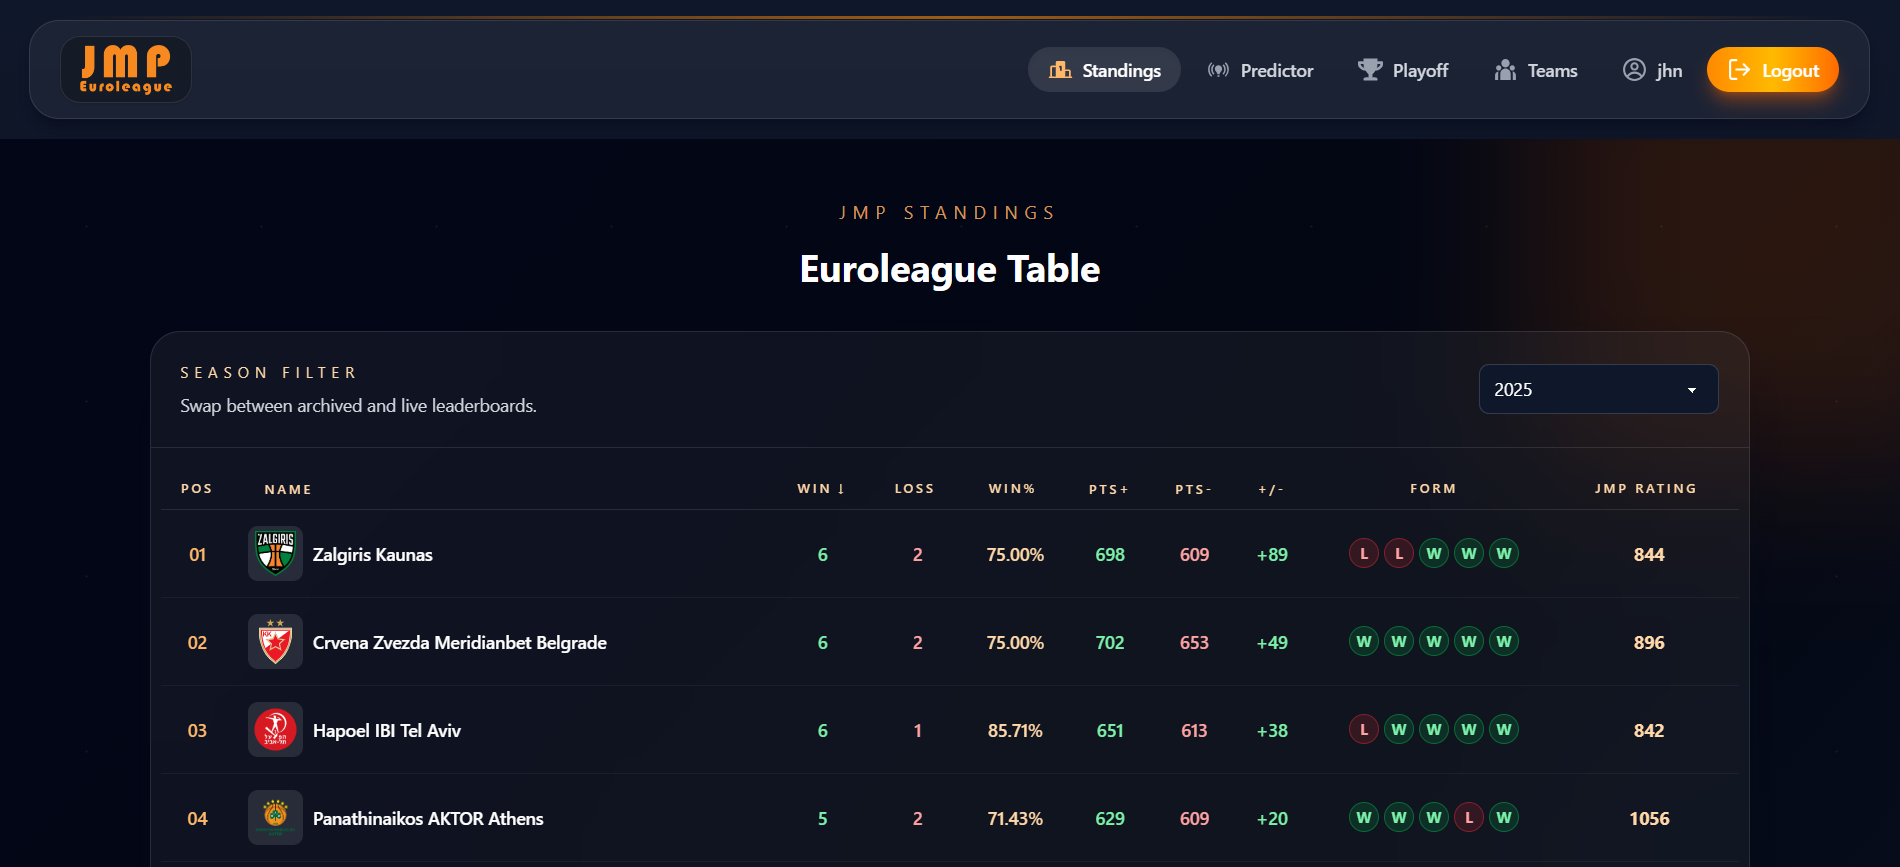 JMP
Euroleague
Standings
Predictor
Playoff
Teams
jhn
Logout
JMP STANDINGS
Euroleague Table
SEASON FILTER
Swap between archived and live leaderboards.
2025
POS NAME WIN ↓ LOSS WIN% PTS+ PTS- +/- FORM JMP RATING
01 ZALGIRIS Zalgiris Kaunas 6 2 75.00% 698 609 +89 L L W W W 844
02 KK Crvena Zvezda Meridianbet Belgrade 6 2 75.00% 702 653 +49 W W W W W 896
03 Hapoel IBI Tel Aviv 6 1 85.71% 651 613 +38 L W W W W 842
04 Panathinaikos AKTOR Athens 5 2 71.43% 629 609 +20 W W W L W 1056